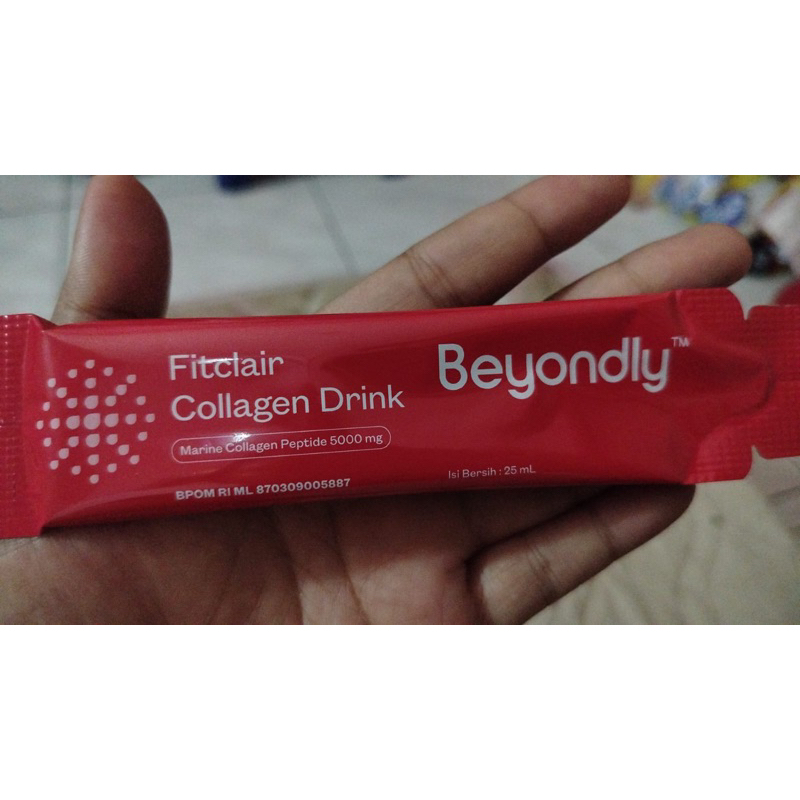 Fitclair
Collagen Drink
Marine Collagen Peptide 5000 mg
BPOM RI ML 870309005887
Beyondly™
Isi Bersih : 25 mL